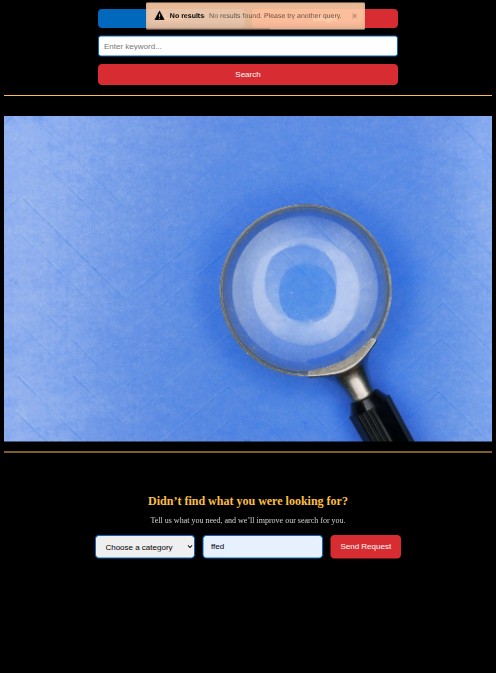 No results No results found. Please try another query. ×
Enter keyword...
Search
Didn't find what you were looking for?
Tell us what you need, and we'll improve our search for you.
Choose a category
ffed
Send Request